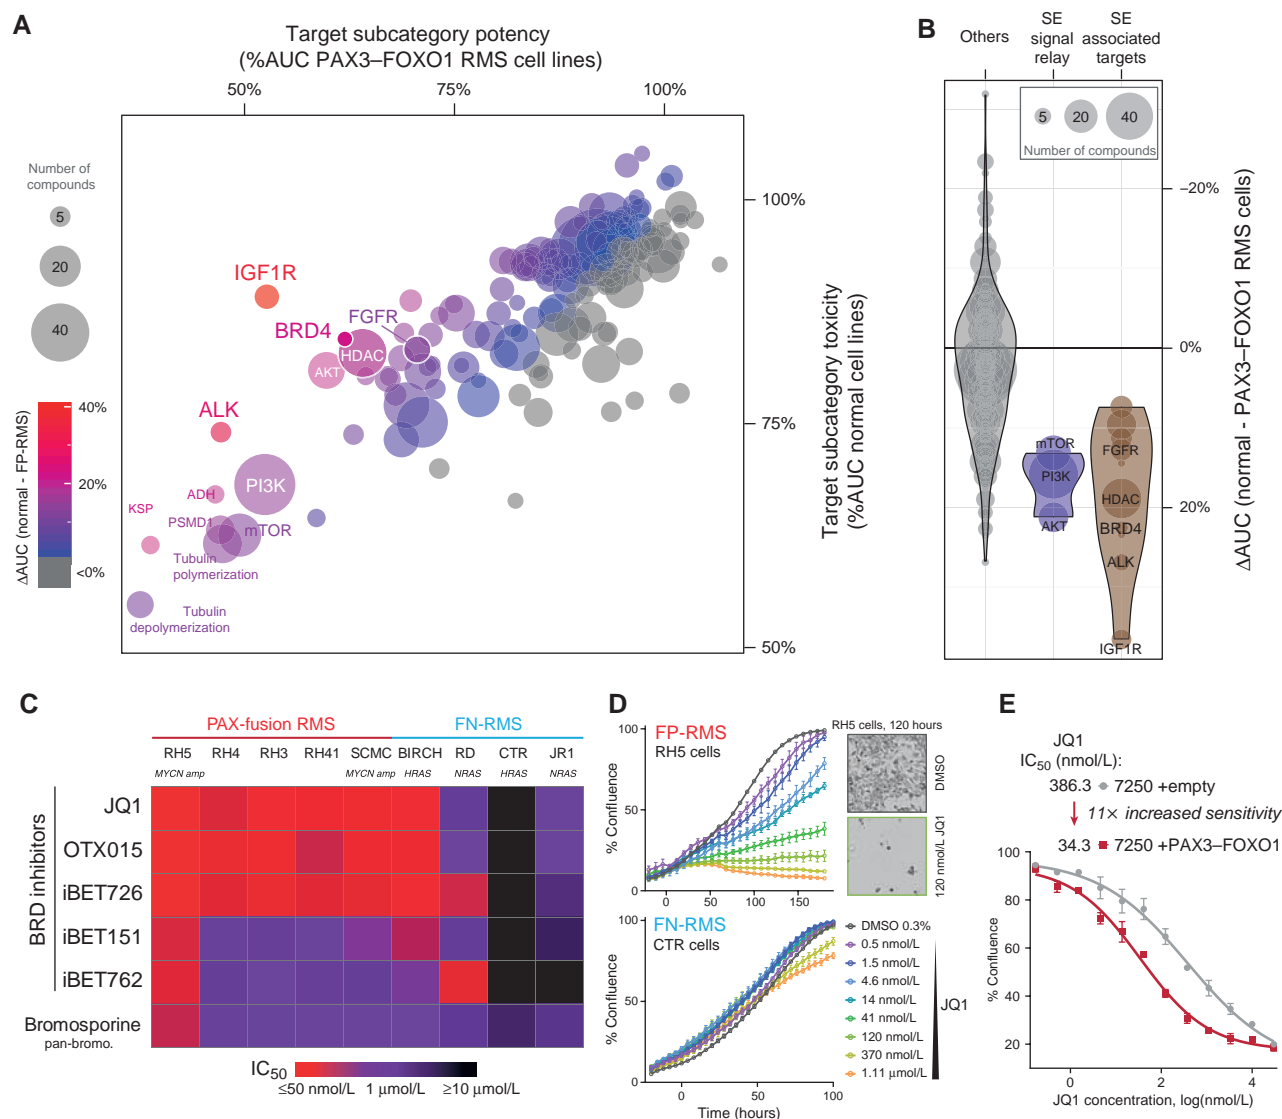 A
Target subcategory potency
(%AUC PAX3–FOXO1 RMS cell lines)
50%
75%
100%
Number of
compounds
5
20
40
40%
20%
<0%
ΔAUC (normal - FP-RMS)
IGF1R
BRD4
FGFR
HDAC
AKT
ALK
PI3K
ADH
KSP
PSMD1
mTOR
Tubulin
polymerization
Tubulin
depolymerization
100%
75%
50%
Target subcategory toxicity
(%AUC normal cell lines)
B
Others
SE
signal
relay
SE
associated
targets
5
20
40
Number of compounds
mTOR
PI3K
AKT
FGFR
HDAC
BRD4
ALK
IGF1R
–20%
0%
20%
ΔAUC (normal - PAX3–FOXO1 RMS cells)
C
PAX-fusion RMS
FN-RMS
RH5 RH4 RH3 RH41 SCMC BIRCH RD CTR JR1
MYCN amp MYCN amp HRAS NRAS HRAS NRAS
BRD inhibitors
JQ1
OTX015
iBET726
iBET151
iBET762
Bromosporine
pan-bromo.
IC50
≤50 nmol/L 1 μmol/L ≥10 μmol/L
D
FP-RMS
RH5 cells
% Confluence
100
50
0
0 50 100 150
RH5 cells, 120 hours
DMSO
120 nmol/L JQ1
FN-RMS
CTR cells
% Confluence
100
50
0
0 50 100
Time (hours)
DMSO 0.3%
0.5 nmol/L
1.5 nmol/L
4.6 nmol/L
14 nmol/L
41 nmol/L
120 nmol/L
370 nmol/L
1.11 μmol/L
JQ1
E
JQ1
IC50 (nmol/L):
386.3 7250 +empty
11× increased sensitivity
34.3 7250 +PAX3–FOXO1
% Confluence
100
80
60
40
20
0 2 4
JQ1 concentration, log(nmol/L)